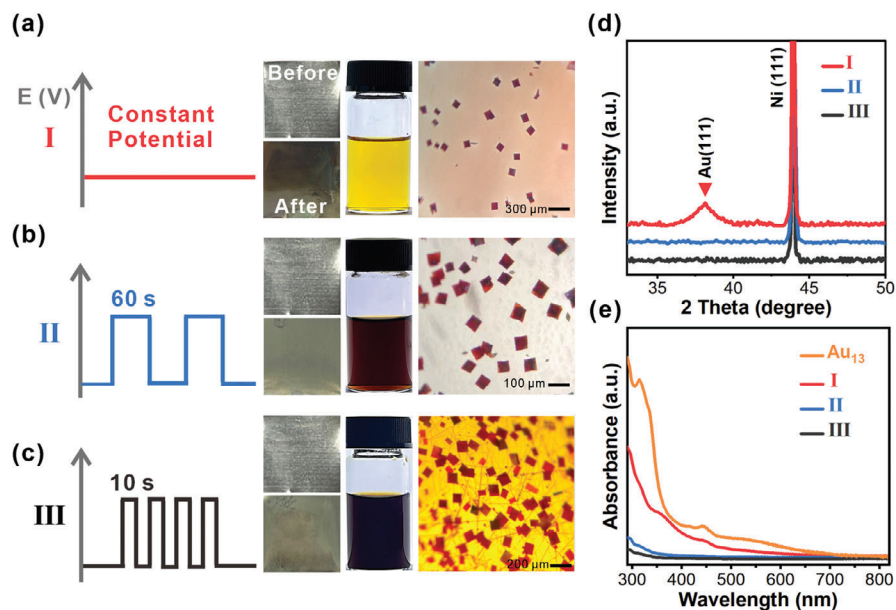 (a)
E (V)
I
Constant
Potential
Before
After
300 μm
(b)
II
60 s
100 μm
(c)
III
10 s
200 μm
(d)
Intensity (a.u.)
Au(111)
Ni (111)
I
II
III
35 40 45 50
2 Theta (degree)
(e)
Absorbance (a.u.)
Au₁₃
I
II
III
300 400 500 600 700 800
Wavelength (nm)